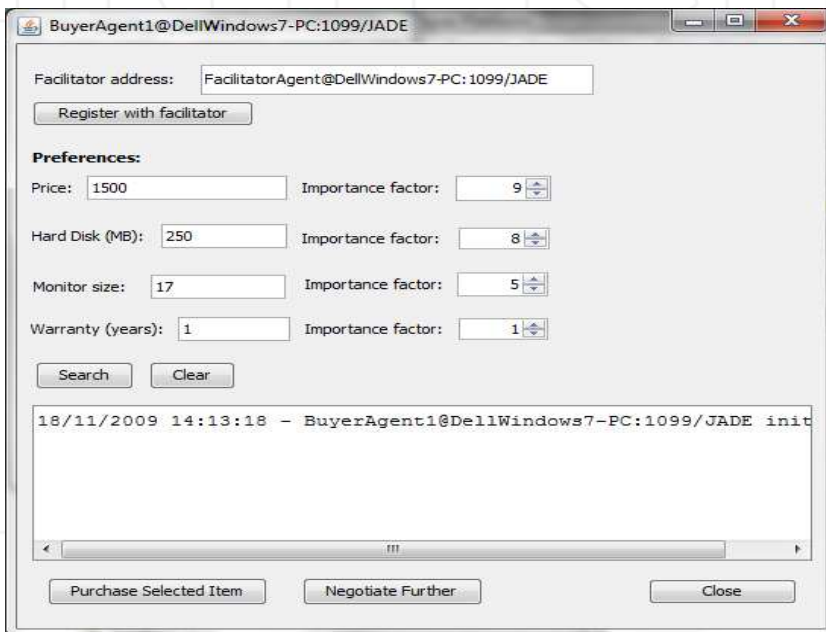 BuyerAgent1@DellWindows7-PC:1099/JADE
Facilitator address: FacilitatorAgent@DellWindows7-PC:1099/JADE
Register with facilitator
Preferences:
Price: 1500 Importance factor: 9
Hard Disk (MB): 250 Importance factor: 8
Monitor size: 17 Importance factor: 5
Warranty (years): 1 Importance factor: 1
Search Clear
18/11/2009 14:13:18 - BuyerAgent1@DellWindows7-PC:1099/JADE init
Purchase Selected Item Negotiate Further Close